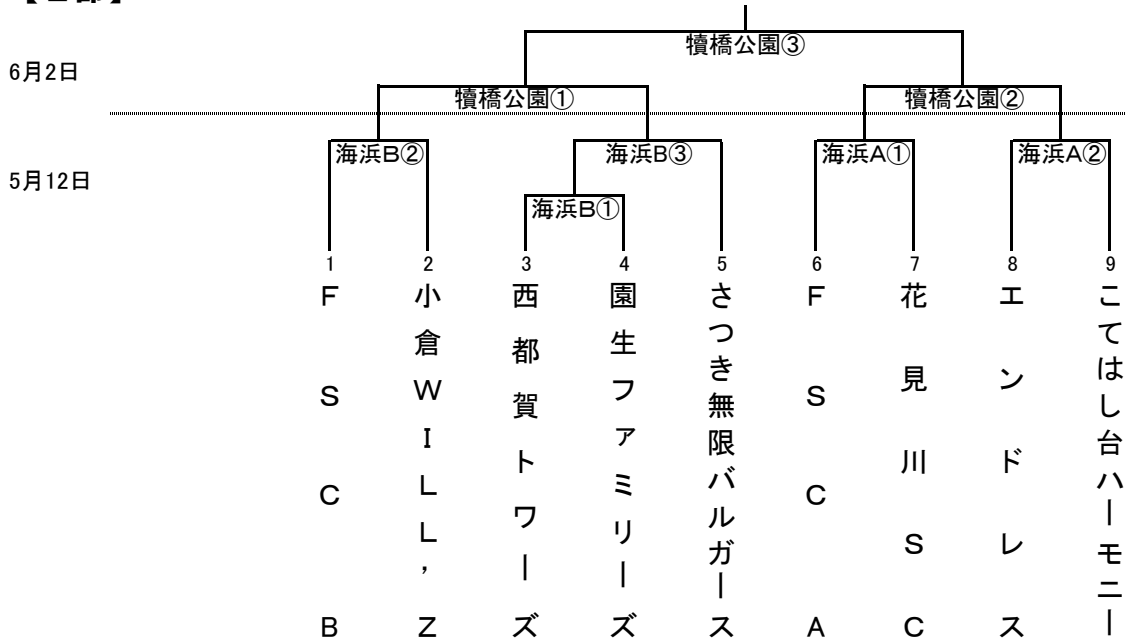 犢橋公園③
6月2日
犢橋公園① 犢橋公園②
海浜B② 海浜B③ 海浜A① 海浜A②
5月12日
海浜B①
1 2 3 4 5 6 7 8 9
FSCB
小倉WILL’Z
西都賀トワーズ
園生ファミリーズ
さつき無限バルガース
FSCA
花見川SC
エンドレス
こてはし台ハーモニー